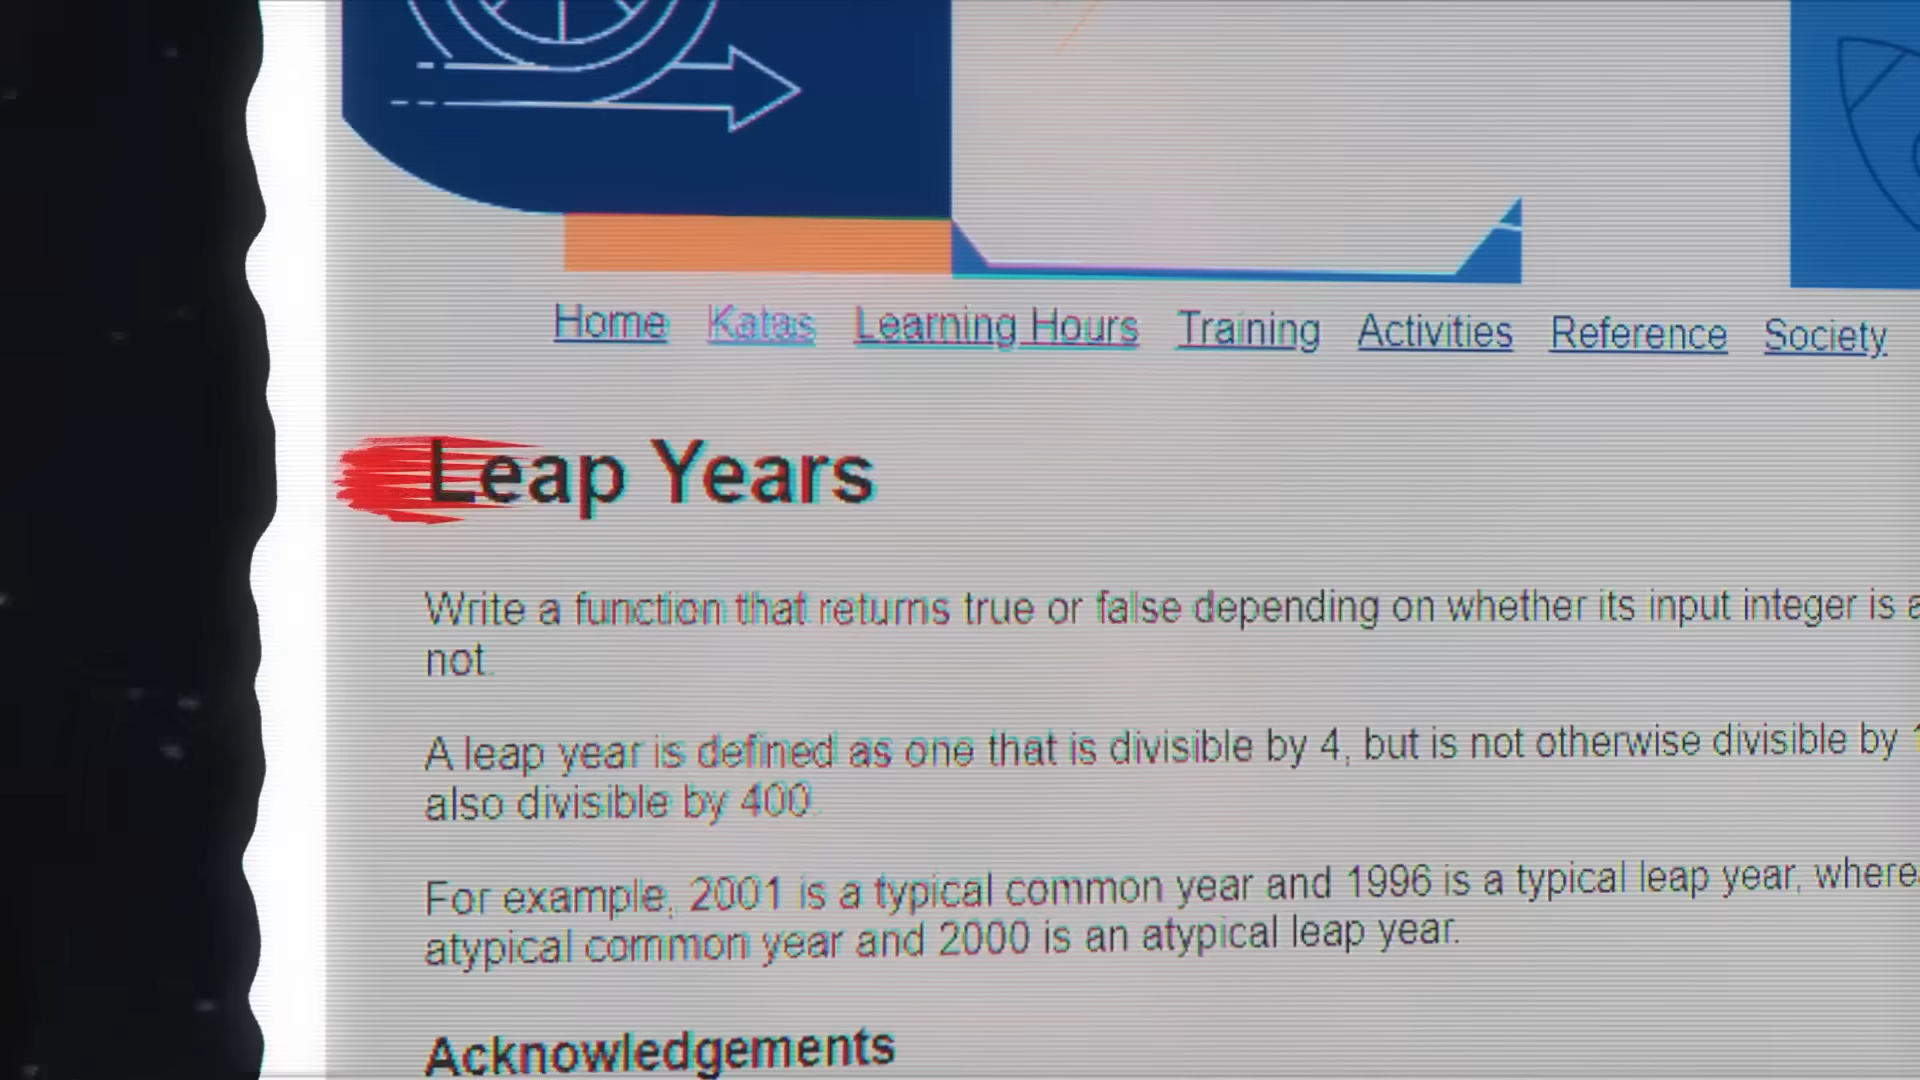 Home Katas Learning Hours Training Activities Reference Society
Leap Years
Write a function that returns true or false depending on whether its input integer is a
not.
A leap year is defined as one that is divisible by 4, but is not otherwise divisible by
also divisible by 400.
For example, 2001 is a typical common year and 1996 is a typical leap year,
atypical common year and 2000 is an atypical leap year.
Acknowledgements